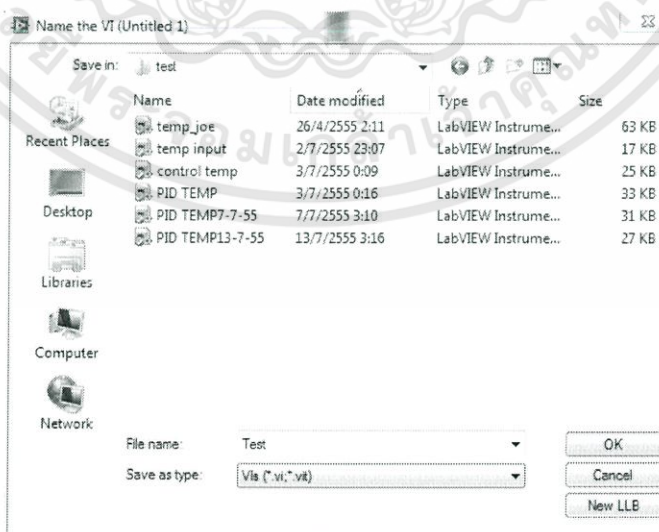 Name the VI (Untitled 1)
Save in: test
Name Date modified Type Size
temp_joe 26/4/2555 2:11 LabVIEW Instrume... 63 KB
temp input 2/7/2555 23:07 LabVIEW Instrume... 17 KB
control temp 3/7/2555 0:09 LabVIEW Instrume... 25 KB
PID TEMP 3/7/2555 0:16 LabVIEW Instrume... 33 KB
PID TEMP7-7-55 7/7/2555 3:10 LabVIEW Instrume... 31 KB
PID TEMP13-7-55 13/7/2555 3:16 LabVIEW Instrume... 27 KB
Recent Places
Desktop
Libraries
Computer
Network
File name: Test OK
Save as type: VIs (*.vi;*.vit) Cancel
New LLB